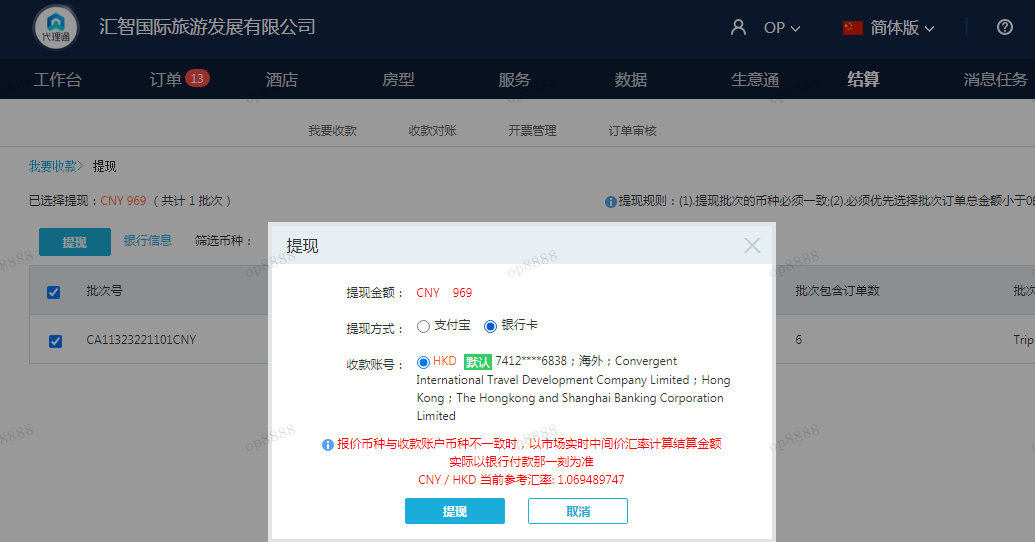 代理通
汇智国际旅游发展有限公司
OP
简体版
工作台 订单 13 酒店 房型 服务 数据 生意通 结算 消息任务
我要收款 收款对账 开票管理 订单审核
我要收款> 提现
已选择提现：CNY 969 （ 共计 1 批次 ）
提现规则：(1).提现批次的币种必须一致;(2).必须优先选择批次订单总金额小于0的
提现 银行信息 筛选币种：
批次号 批次包含订单数 批次
CA11323221101CNY 6 Trip
提现
提现金额： CNY 969
提现方式： 支付宝 银行卡
收款账号： HKD 默认 7412****6838；海外；Convergent
International Travel Development Company Limited；Hong
Kong；The Hongkong and Shanghai Banking Corporation
Limited
报价币种与收款账户币种不一致时，以市场实时中间价汇率计算结算金额
实际以银行付款那一刻为准
CNY / HKD 当前参考汇率: 1.069489747
提现 取消
op8888
op8888
op8888
op8888
op8888
op8888